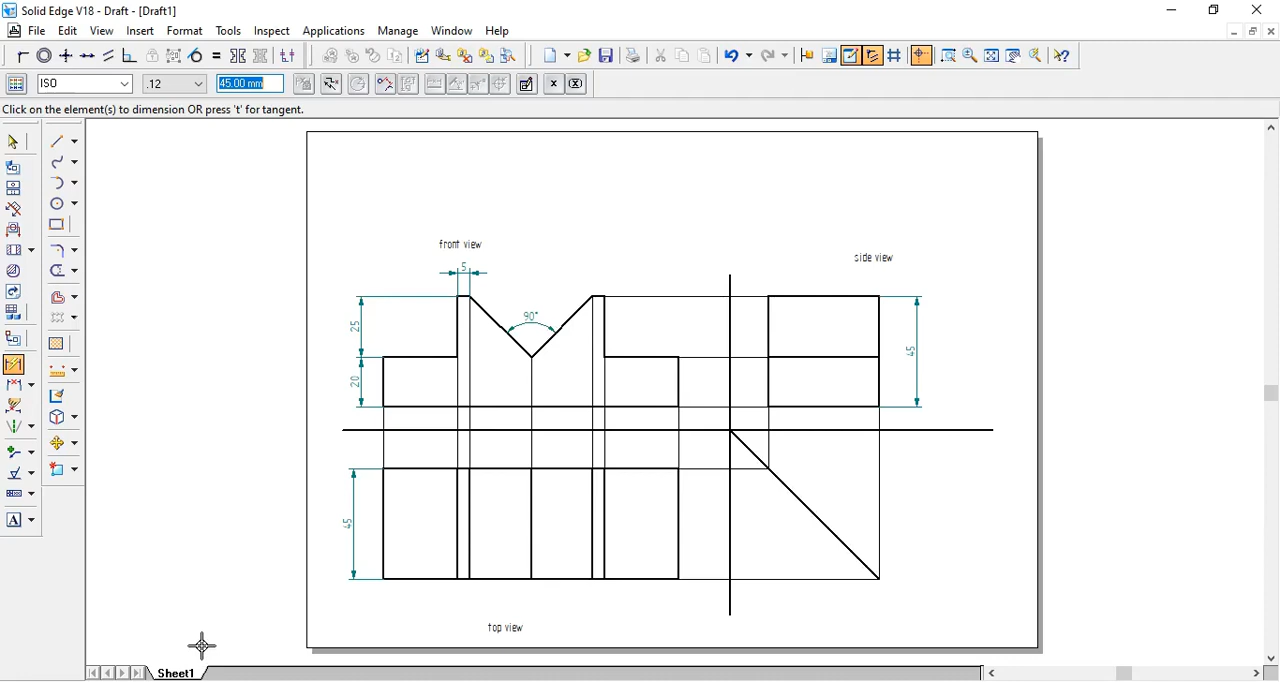 Solid Edge V18 - Draft - [Draft1]
File Edit View Insert Format Tools Inspect Applications Manage Window Help
ISO .12 45.00 mm
Click on the element(s) to dimension OR press 't' for tangent.
front view
side view
5
90°
25
45
20
45
top view
A
Sheet1